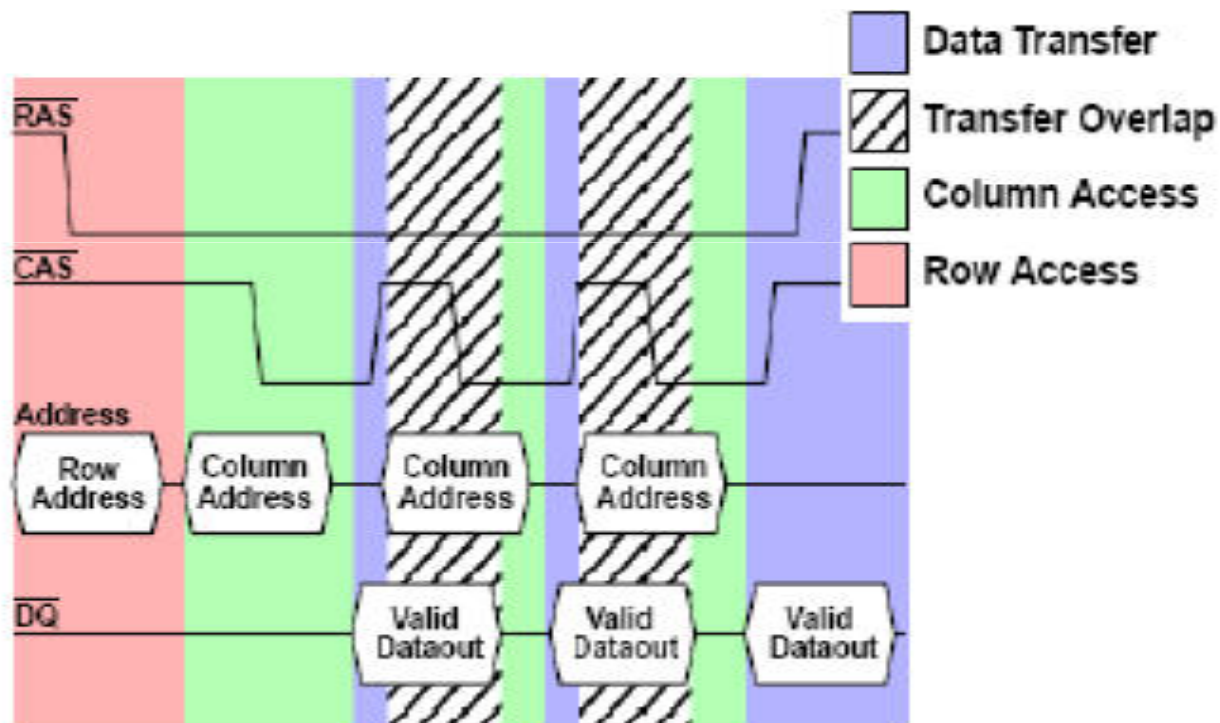 Data Transfer
Transfer Overlap
Column Access
Row Access
RAS
CAS
Address
Row
Address
Column
Address
Column
Address
Column
Address
DQ
Valid
Dataout
Valid
Dataout
Valid
Dataout